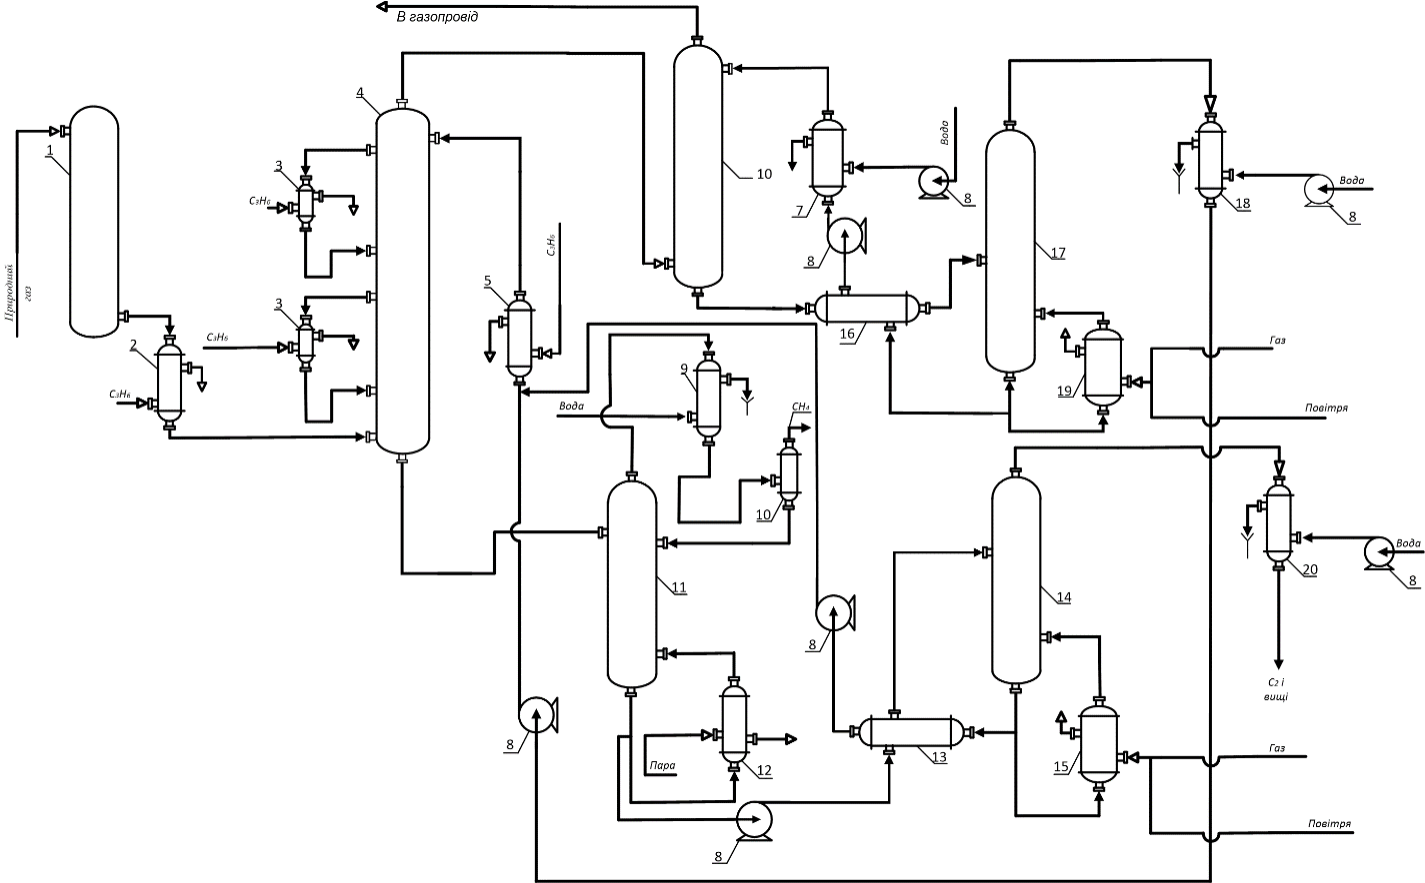 В газопровід
4
1
3
C₃H₆
Природний
газ
2
C₃H₆
3
C₃H₆
5
C₃H₆
10
7
8
Вода
8
16
17
18
Вода
8
19
Газ
Повітря
9
Вода
CH₄
10
11
8
12
Пара
8
8
13
14
15
Газ
Повітря
20
Вода
8
C₂ і
вищі